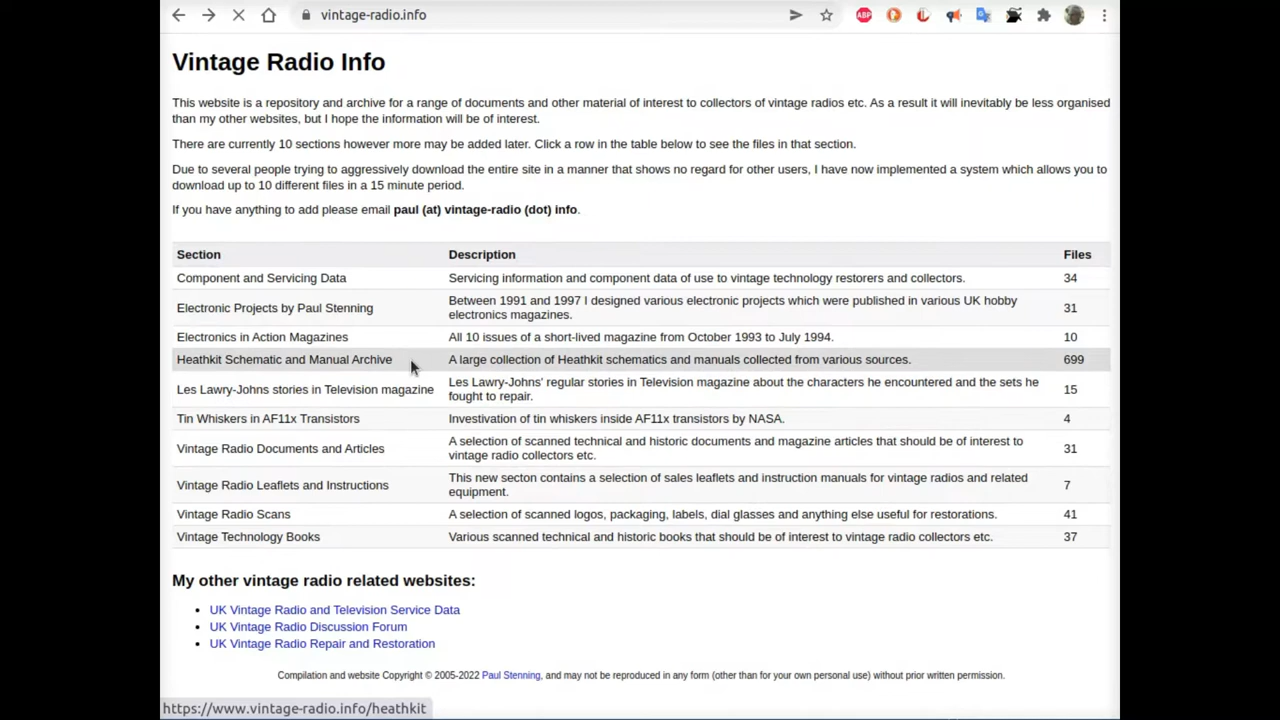 vintage-radio.info
ABP
Vintage Radio Info
This website is a repository and archive for a range of documents and other material of interest to collectors of vintage radios etc. As a result it will inevitably be less organised
than my other websites, but I hope the information will be of interest.
There are currently 10 sections however more may be added later. Click a row in the table below to see the files in that section.
Due to several people trying to aggressively download the entire site in a manner that shows no regard for other users, I have now implemented a system which allows you to
download up to 10 different files in a 15 minute period.
If you have anything to add please email paul (at) vintage-radio (dot) info.
Section Description Files
Component and Servicing Data Servicing information and component data of use to vintage technology restorers and collectors. 34
Electronic Projects by Paul Stenning Between 1991 and 1997 I designed various electronic projects which were published in various UK hobby
electronics magazines. 31
Electronics in Action Magazines All 10 issues of a short-lived magazine from October 1993 to July 1994. 10
Heathkit Schematic and Manual Archive A large collection of Heathkit schematics and manuals collected from various sources. 699
Les Lawry-Johns stories in Television magazine Les Lawry-Johns' regular stories in Television magazine about the characters he encountered and the sets he
fought to repair. 15
Tin Whiskers in AF11x Transistors Investivation of tin whiskers inside AF11x transistors by NASA. 4
Vintage Radio Documents and Articles A selection of scanned technical and historic documents and magazine articles that should be of interest to
vintage radio collectors etc. 31
Vintage Radio Leaflets and Instructions This new secton contains a selection of sales leaflets and instruction manuals for vintage radios and related
equipment. 7
Vintage Radio Scans A selection of scanned logos, packaging, labels, dial glasses and anything else useful for restorations. 41
Vintage Technology Books Various scanned technical and historic books that should be of interest to vintage radio collectors etc. 37
My other vintage radio related websites:
• UK Vintage Radio and Television Service Data
• UK Vintage Radio Discussion Forum
• UK Vintage Radio Repair and Restoration
Compilation and website Copyright © 2005-2022 Paul Stenning, and may not be reproduced in any form (other than for your own personal use) without prior written permission.
https://www.vintage-radio.info/heathkit